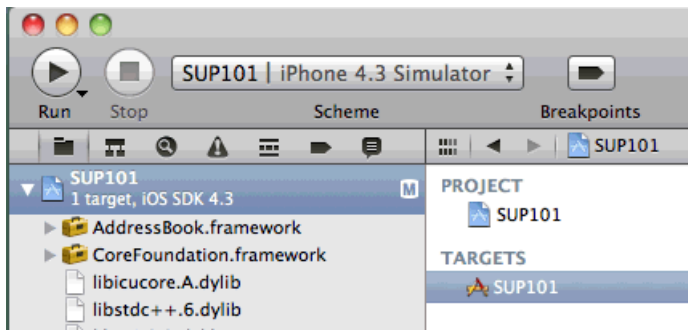 SUP101 | iPhone 4.3 Simulator
Run Stop Scheme Breakpoints
SUP101
SUP101
1 target, iOS SDK 4.3
M
AddressBook.framework
CoreFoundation.framework
libicucore.A.dylib
libstdc++.6.dylib
PROJECT
SUP101
TARGETS
SUP101